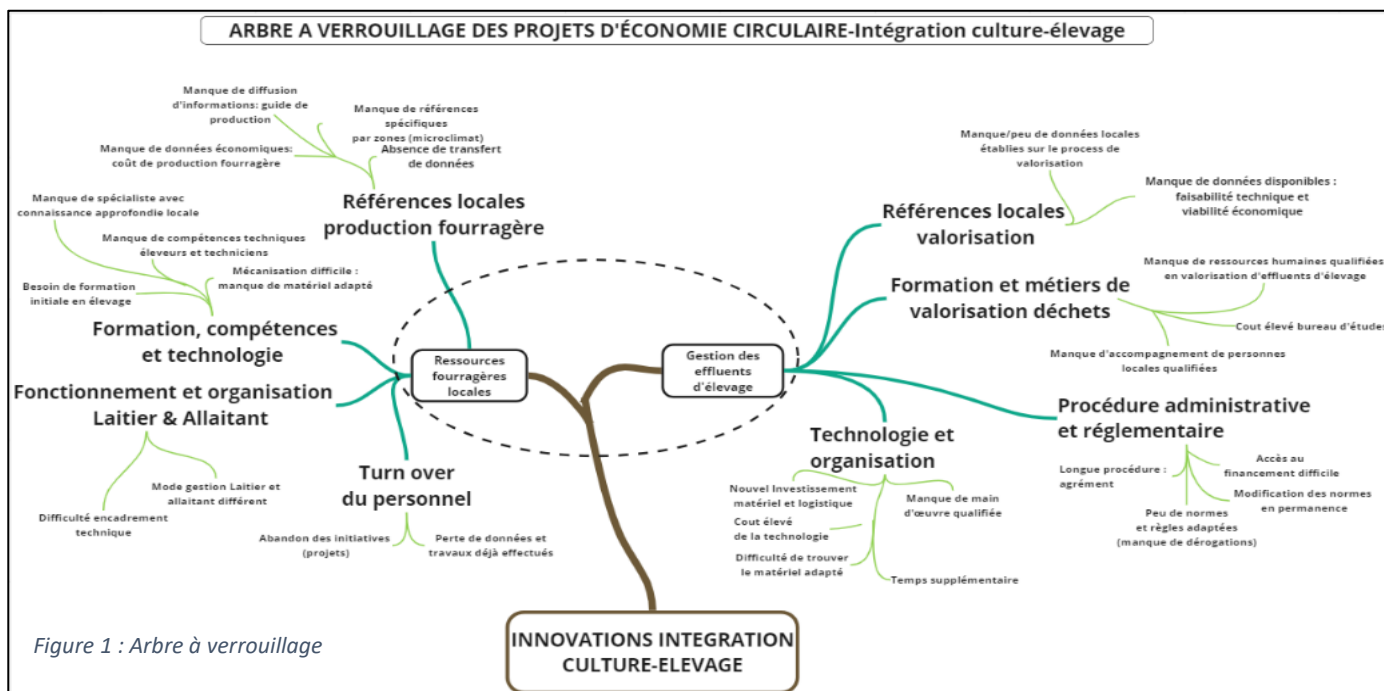 ARBRE A VERROUILLAGE DES PROJETS D'ÉCONOMIE CIRCULAIRE-Intégration culture-élevage
Manque de diffusion
d'informations: guide de
production
Manque de références
spécifiques
par zones (microclimat)
Manque de données économiques:
coût de production fourragère
Absence de transfert
de données
Références locales
production fourragère
Manque de spécialiste avec
connaissance approfondie locale
Manque de compétences techniques
éleveurs et techniciens
Mécanisation difficile :
manque de matériel adapté
Besoin de formation
initiale en élevage
Formation, compétences
et technologie
Fonctionnement et organisation
Laitier & Allaitant
Mode gestion Laitier et
allaitant différent
Difficulté encadrement
technique
Turn over
du personnel
Abandon des initiatives
(projets)
Perte de données et
travaux déjà effectués
Ressources
fourragères
locales
Gestion des
effluents
d'élevage
Manque/peu de données locales
établies sur le process de
valorisation
Manque de données disponibles :
faisabilité technique et
viabilité économique
Références locales
valorisation
Manque de ressources humaines qualifiées
en valorisation d'effluents d'élevage
Formation et métiers de
valorisation déchets
Cout élevé bureau d'études
Manque d'accompagnement de personnes
locales qualifiées
Procédure administrative
et réglementaire
Longue procédure :
agrément
Accès au
financement difficile
Modification des normes
en permanence
Peu de normes
et règles adaptées
(manque de dérogations)
Technologie et
organisation
Nouvel Investissement
matériel et logistique
Manque de main
d'œuvre qualifiée
Cout élevé
de la technologie
Difficulté de trouver
le matériel adapté
Temps supplémentaire
INNOVATIONS INTEGRATION
CULTURE-ELEVAGE
Figure 1 : Arbre à verrouillage